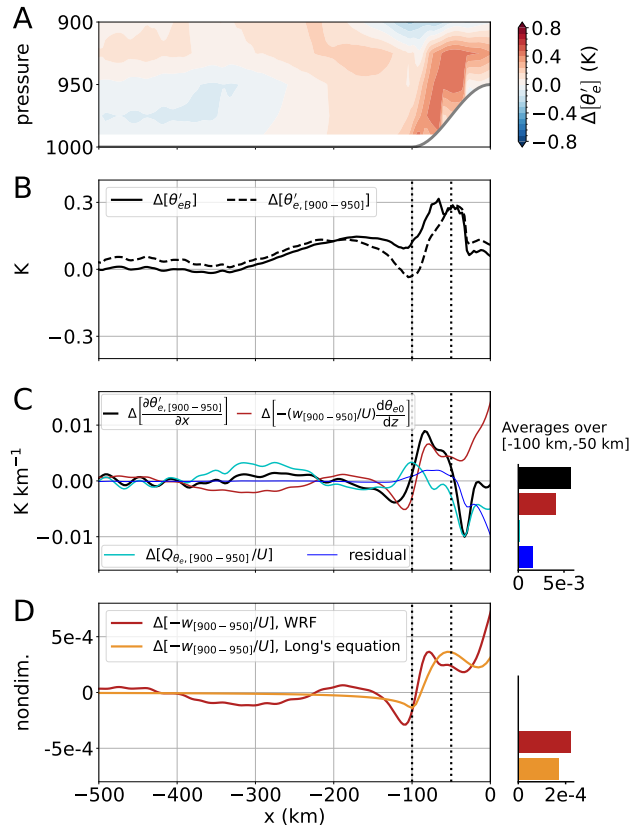 A
900
950
1000
pressure
0.8
0.4
0.0
−0.4
−0.8
Δ[θ′e] (K)
B
Δ[θ′eB]
Δ[θ′e,[900−950]]
0.3
0.0
−0.3
K
C
Δ[∂θ′e,[900−950]/∂x]
Δ[−(w[900−950]/U)dθe0/dz]
0.01
0.00
−0.01
K km−1
Δ[Qθe,[900−950]/U]
residual
Averages over
[-100 km,-50 km]
0
5e-3
D
Δ[−w[900−950]/U], WRF
Δ[−w[900−950]/U], Long's equation
5e-4
0
−5e-4
nondim.
−500
−400
−300
−200
−100
0
x (km)
0
2e-4